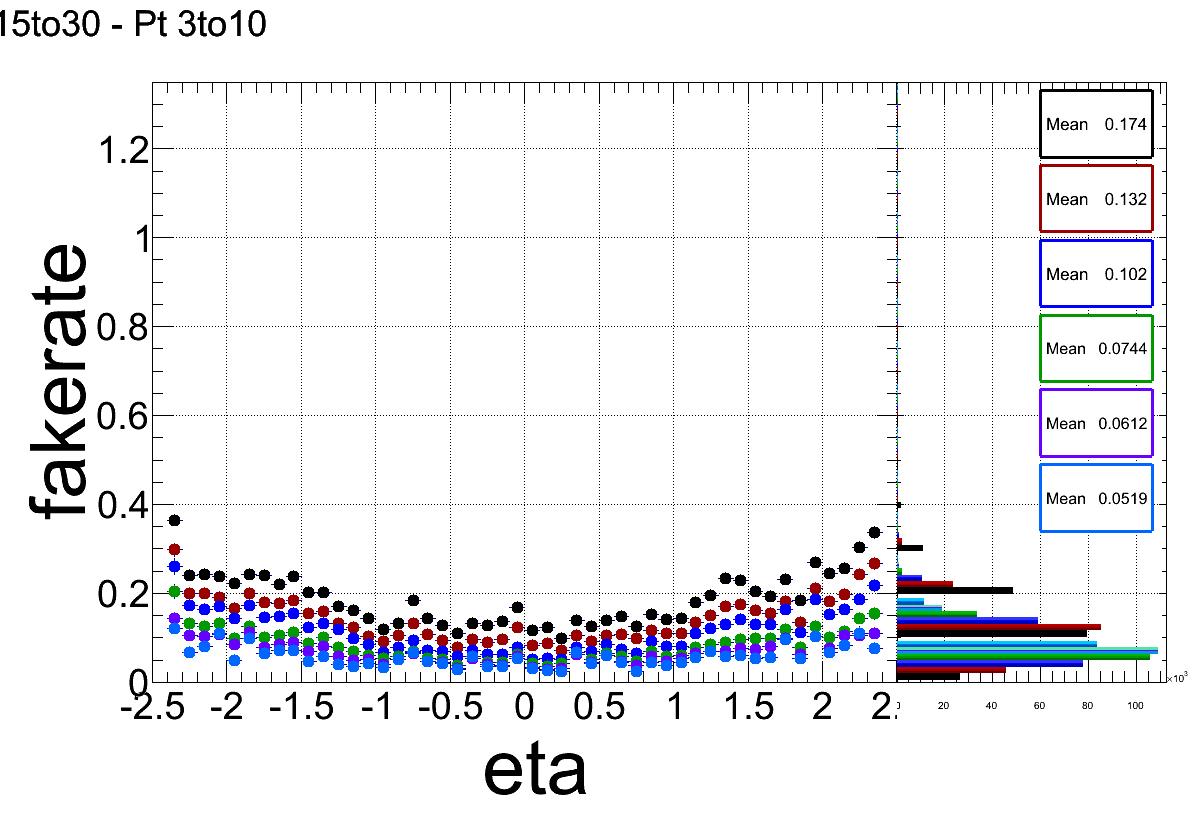 15to30 - Pt 3to10
fakerate
1.2
1
0.8
0.6
0.4
0.2
0
-2.5 -2 -1.5 -1 -0.5 0 0.5 1 1.5 2 2.
eta
Mean 0.174
Mean 0.132
Mean 0.102
Mean 0.0744
Mean 0.0612
Mean 0.0519
20 40 60 80 100
×10³